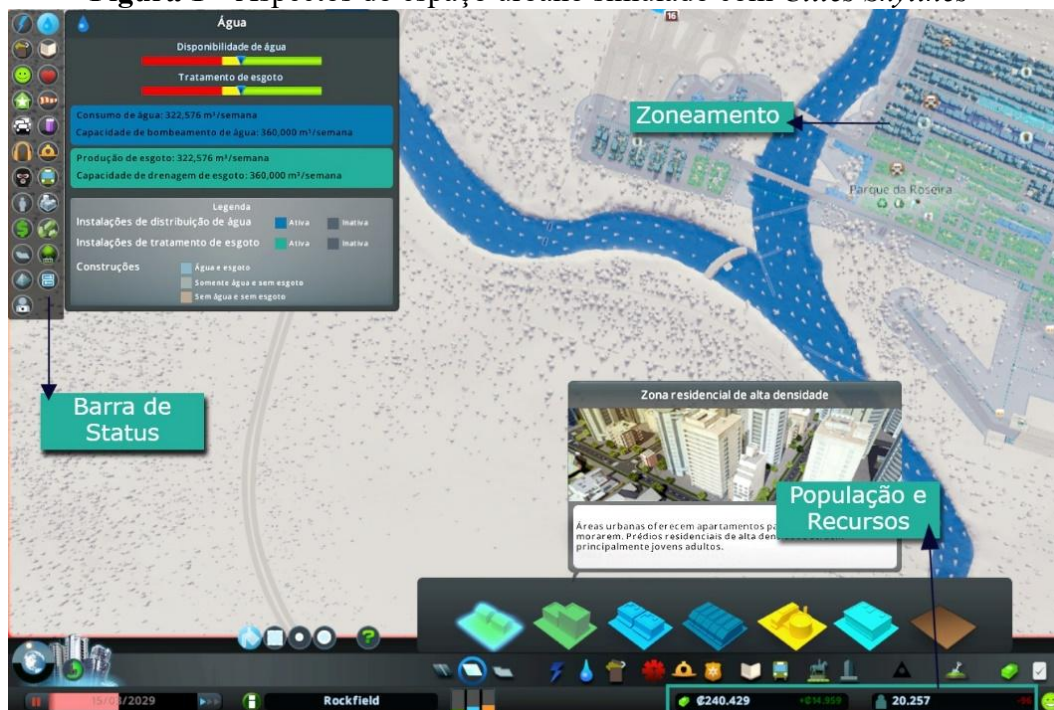 Água
Disponibilidade de água
Tratamento de esgoto
Consumo de água: 322,576 m³/semana
Capacidade de bombeamento de água: 360,000 m³/semana
Produção de esgoto: 322,576 m³/semana
Capacidade de drenagem de esgoto: 360,000 m³/semana
Legenda
Instalações de distribuição de água Ativa Inativa
Instalações de tratamento de esgoto Ativa Inativa
Construções Água e esgoto
Somente água e sem esgoto
Sem água e sem esgoto
16
Zoneamento
Parque da Roseira
Barra de
Status
Zona residencial de alta densidade
População e
Recursos
Áreas urbanas oferecem apartamentos
morarem. Prédios residenciais de alta
principalmente jovens adultos.
2029
Rockfield
₡240.429
20.257